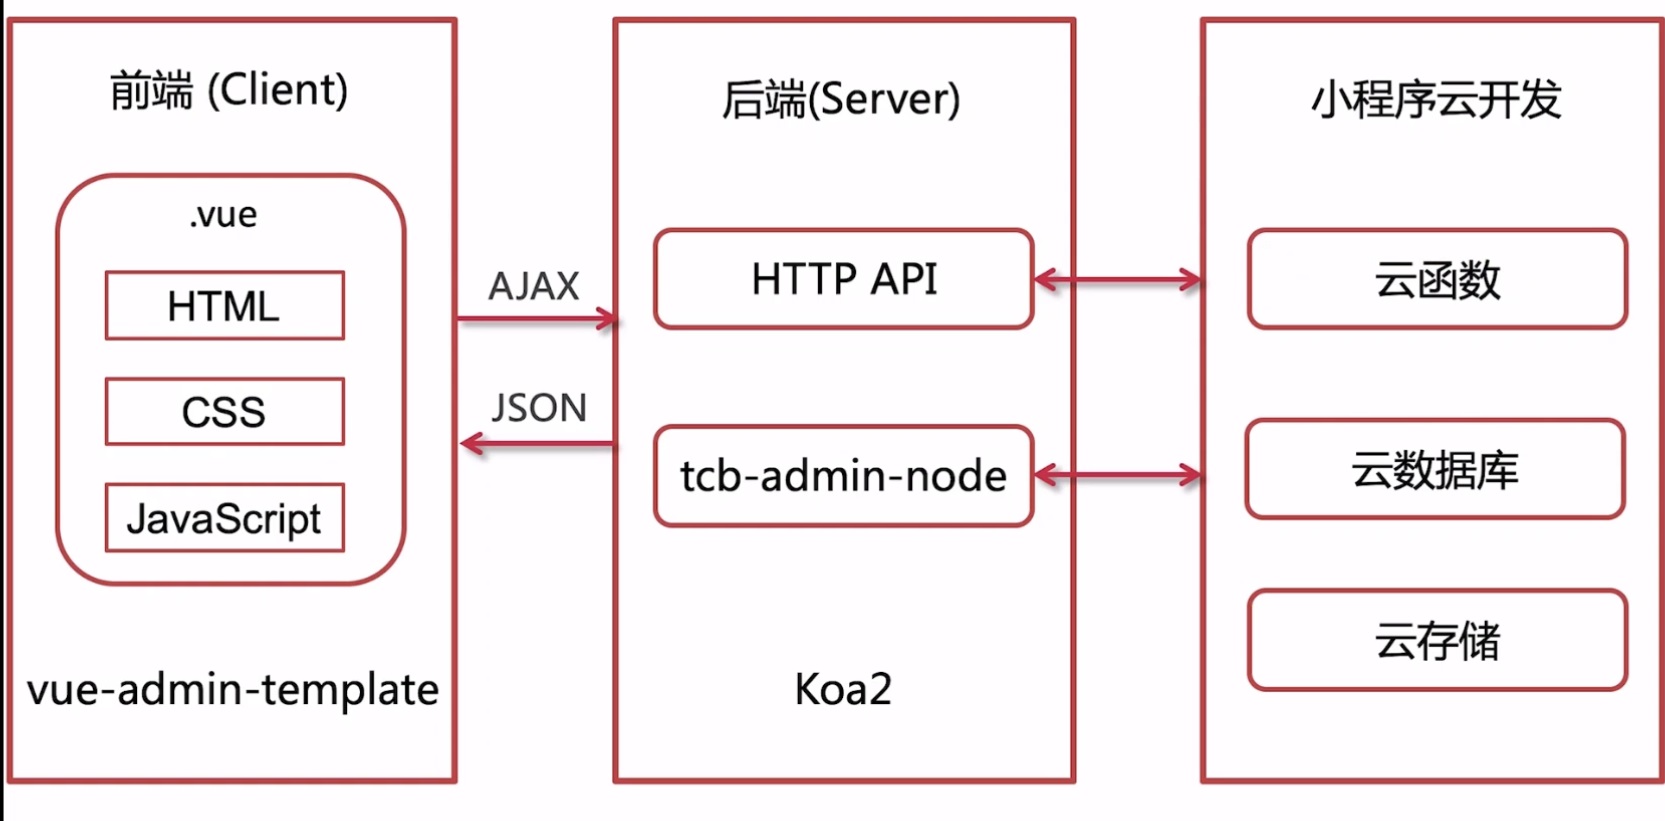 前端 (Client)
.vue
HTML
CSS
JavaScript
vue-admin-template
AJAX
JSON
后端(Server)
HTTP API
tcb-admin-node
Koa2
小程序云开发
云函数
云数据库
云存储